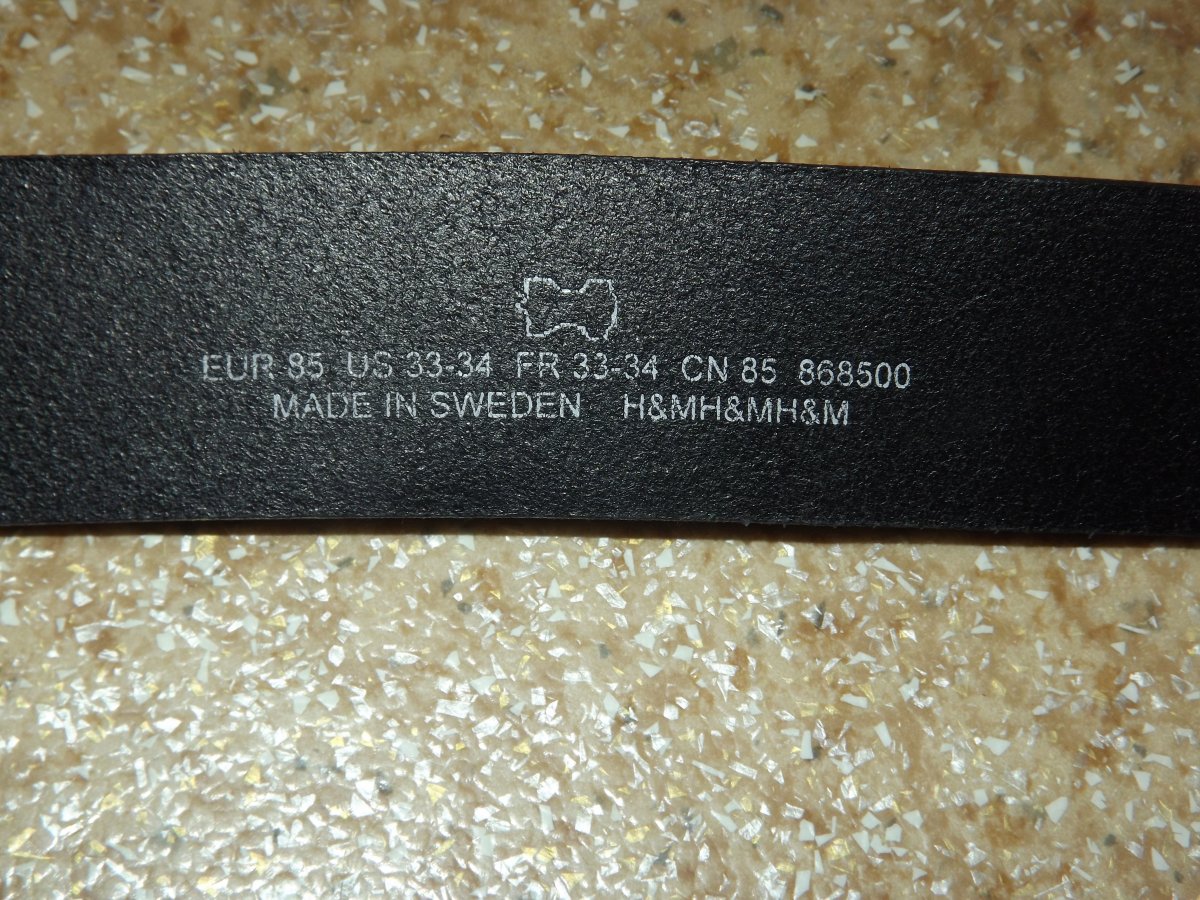 EUR 85 US 33-34 FR 33-34 CN 85 868500
MADE IN SWEDEN H&MH&MH&M